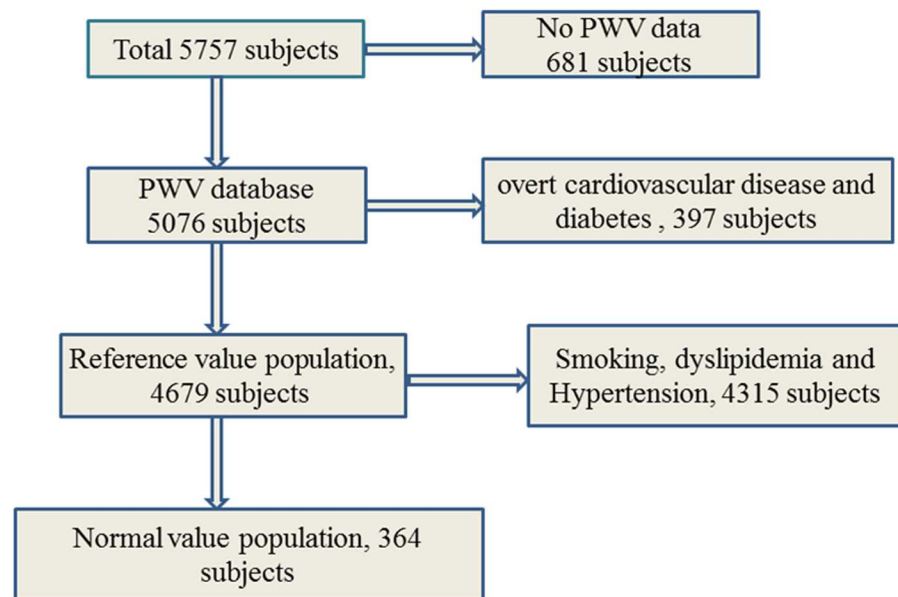 Total 5757 subjects
No PWV data
681 subjects
PWV database
5076 subjects
overt cardiovascular disease and
diabetes , 397 subjects
Reference value population,
4679 subjects
Smoking, dyslipidemia and
Hypertension, 4315 subjects
Normal value population, 364
subjects